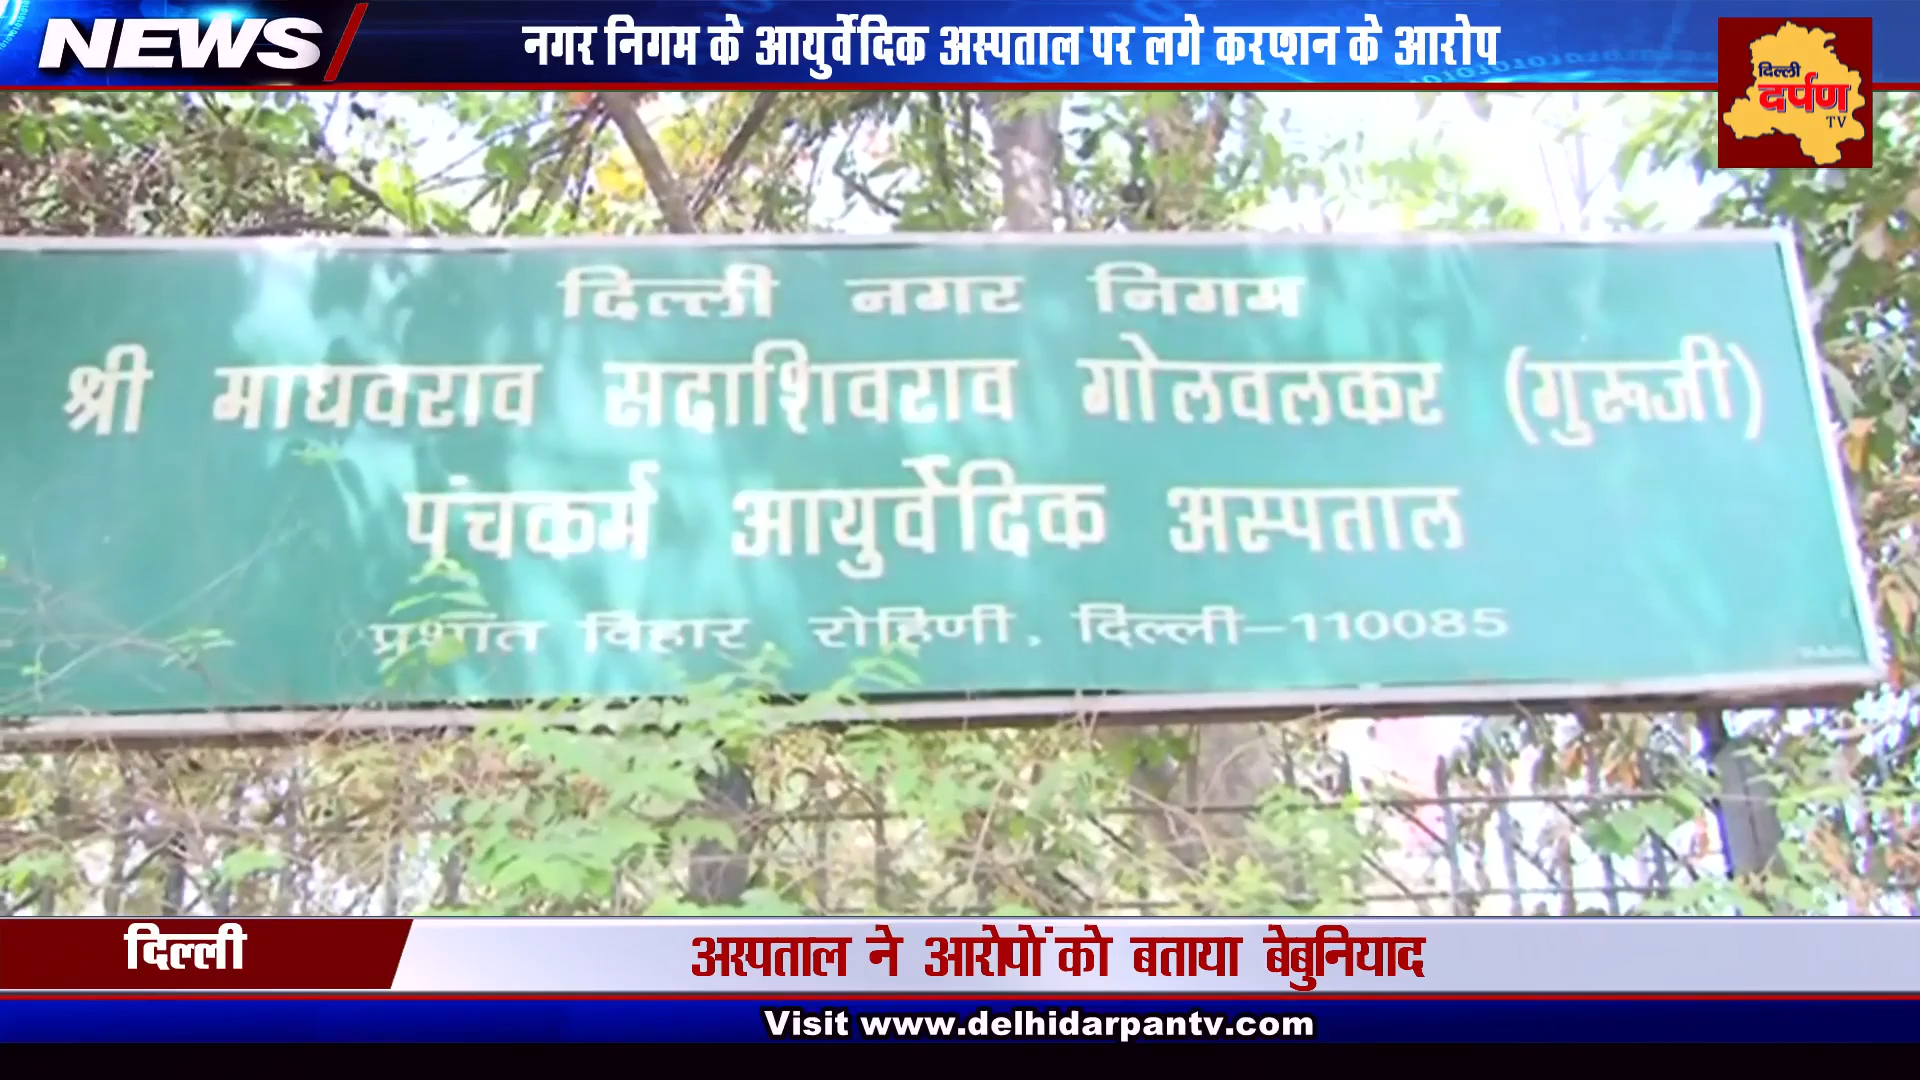 NEWS
नगर निगम के आयुर्वेदिक अस्पताल पर लगे करप्शन के आरोप
दिल्ली
दर्पण
TV
दिल्ली नगर निगम
श्री माधवराव सदाशिवराव गोलवलकर (गुरूजी)
पंचकर्म आयुर्वेदिक अस्पताल
प्रशांत विहार, रोहिणी, दिल्ली-110085
दिल्ली
अस्पताल ने आरोपों को बताया बेबुनियाद
Visit www.delhidarpantv.com